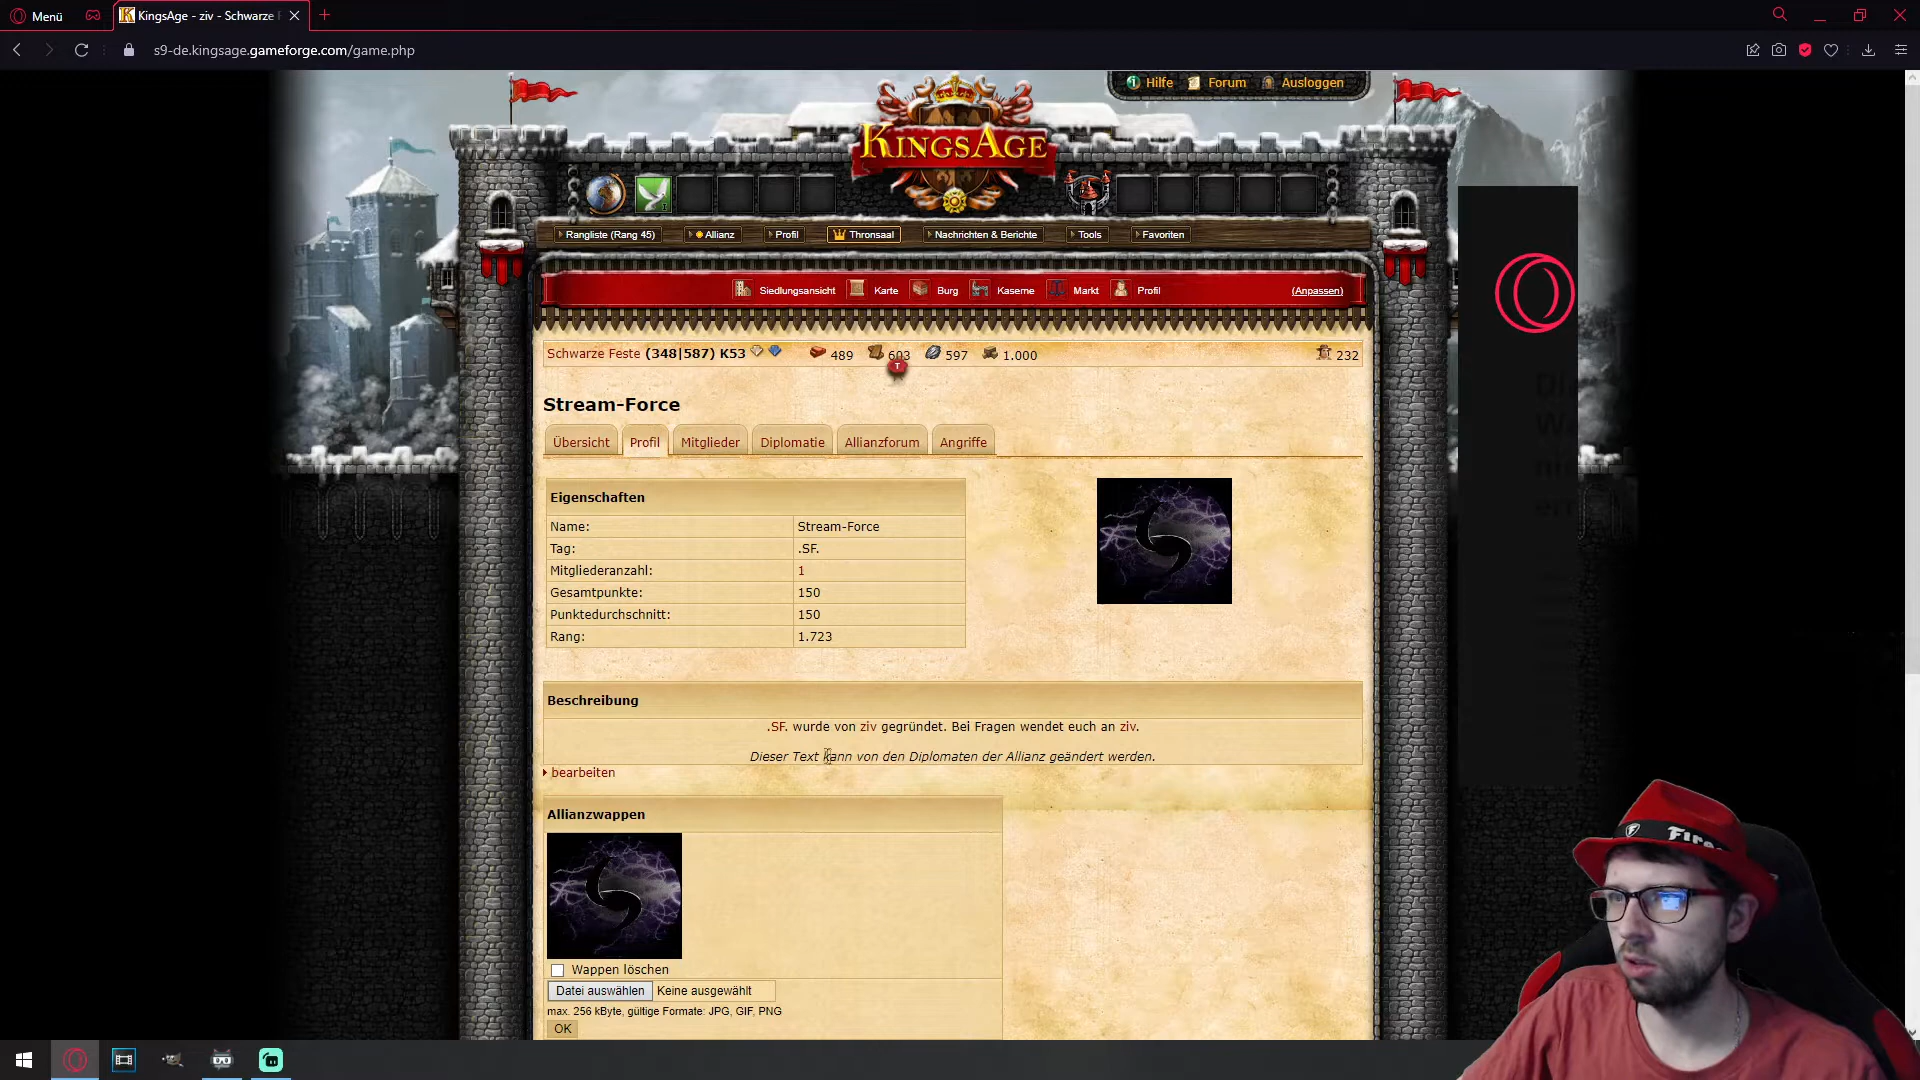 Menü
KingsAge - ziv - Schwarze F
s9-de.kingsage.gameforge.com/game.php
Hilfe Forum Ausloggen
KINGSAGE
Rangliste (Rang 45) Allianz Profil Thronsaal Nachrichten & Berichte Tools Favoriten
Siedlungsansicht Karte Burg Kaserne Markt Profil (Anpassen)
Schwarze Feste (348|587) K53 489 603 597 1.000 232
T
Stream-Force
Übersicht Profil Mitglieder Diplomatie Allianzforum Angriffe
Eigenschaften
Name: Stream-Force
Tag: .SF.
Mitgliederanzahl: 1
Gesamtpunkte: 150
Punktedurchschnitt: 150
Rang: 1.723
Beschreibung
.SF. wurde von ziv gegründet. Bei Fragen wendet euch an ziv.
Dieser Text kann von den Diplomaten der Allianz geändert werden.
bearbeiten
Allianzwappen
Wappen löschen
Datei auswählen Keine ausgewählt
max. 256 kByte, gültige Formate: JPG, GIF, PNG
OK